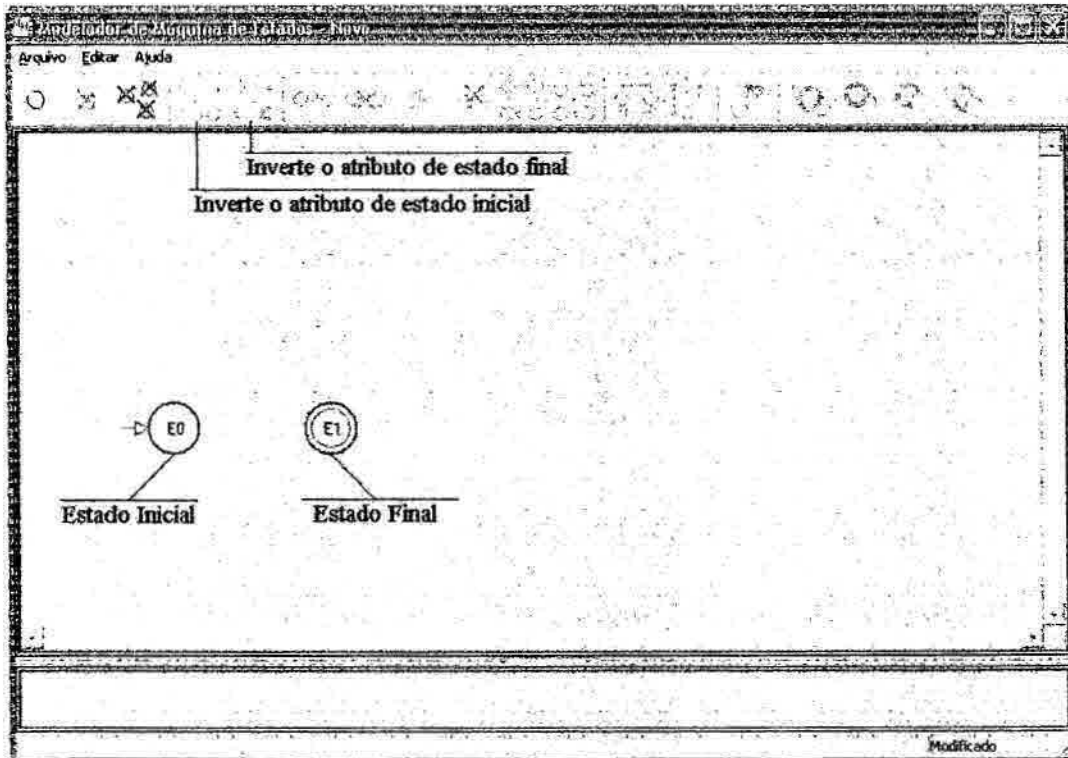 Modelador de Máquina de Estados - Novo
Arquivo Editar Ajuda
Inverte o atributo de estado final
Inverte o atributo de estado inicial
E0 E1
Estado Inicial Estado Final
Modificado